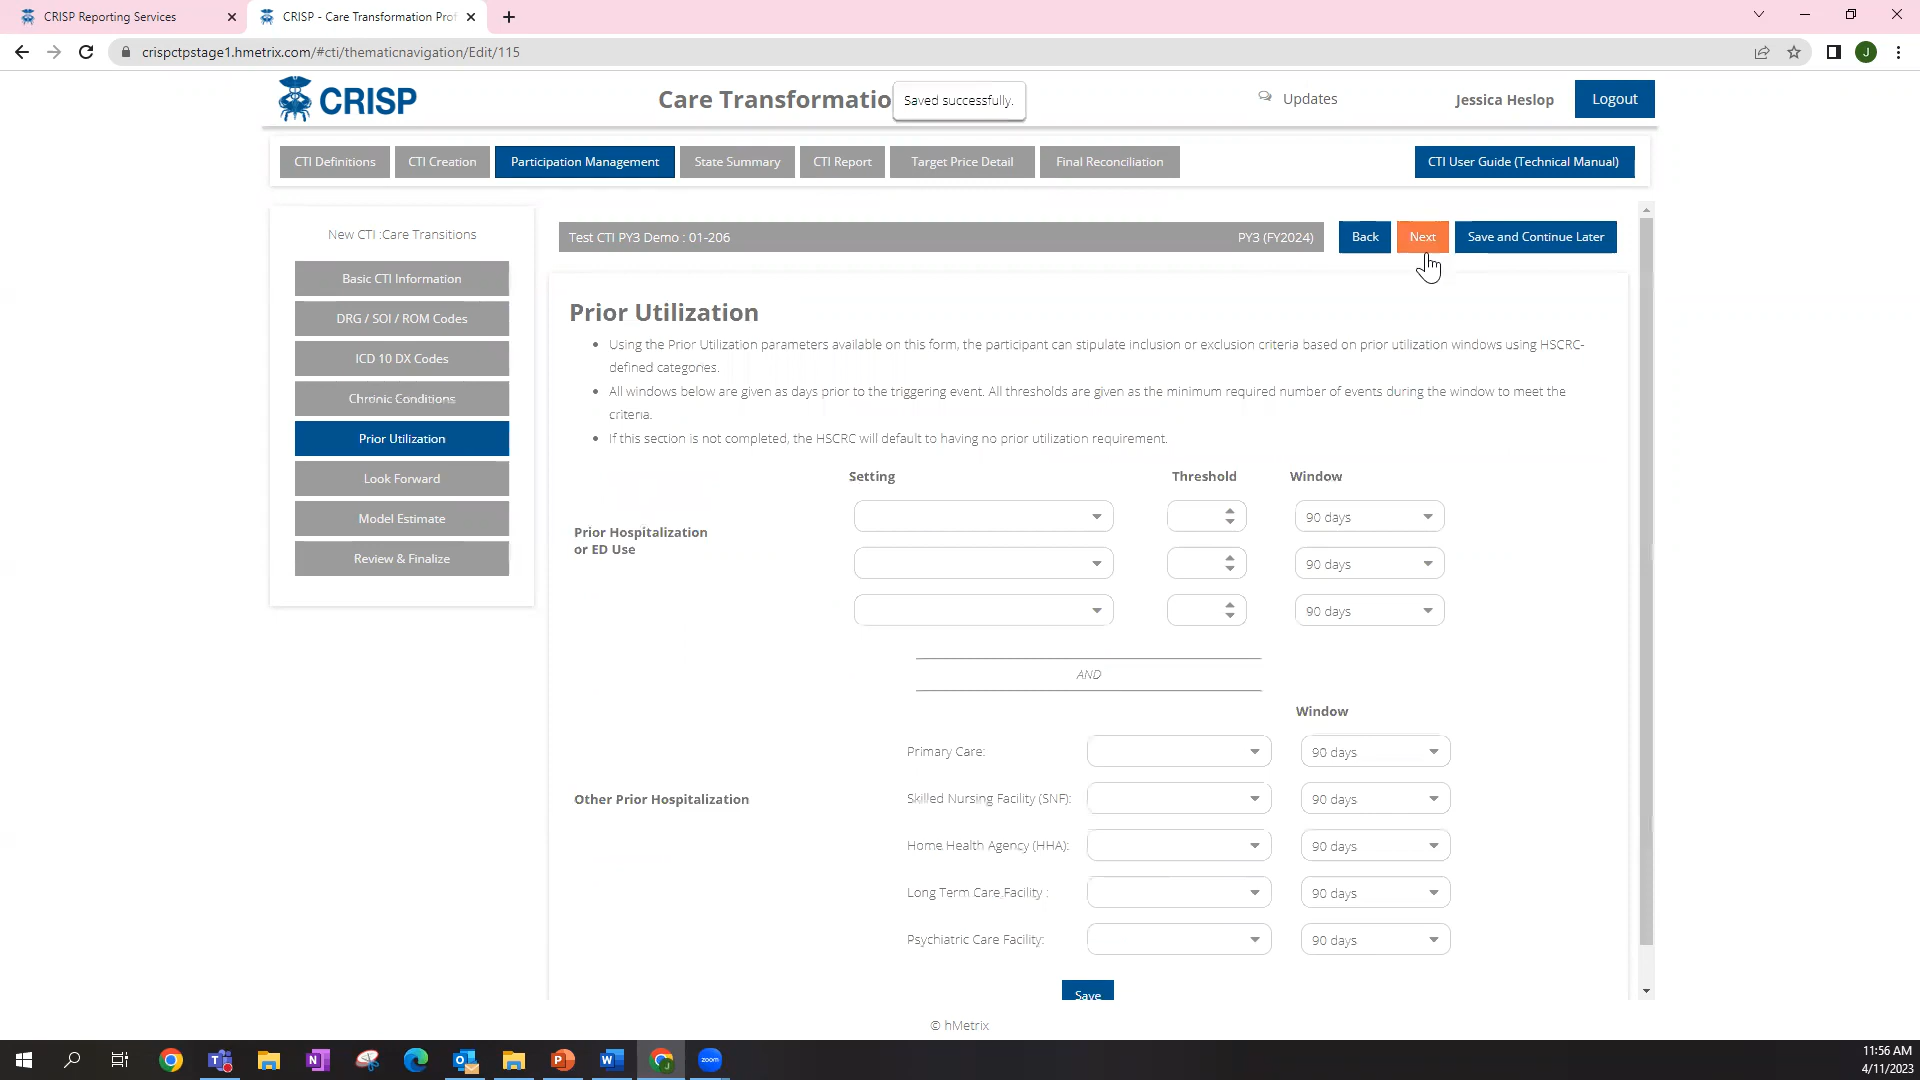 CRISP Reporting Services
CRISP - Care Transformation Prof
crispctpstage1.hmetrix.com/#cti/thematicnavigation/Edit/115
J
CRISP
Care Transformatio
Saved successfully.
Updates
Jessica Heslop
Logout
CTI Definitions
CTI Creation
Participation Management
State Summary
CTI Report
Target Price Detail
Final Reconciliation
CTI User Guide (Technical Manual)
New CTI :Care Transitions
Basic CTI Information
DRG / SOI / ROM Codes
ICD 10 DX Codes
Chronic Conditions
Prior Utilization
Look Forward
Model Estimate
Review & Finalize
Test CTI PY3 Demo : 01-206
PY3 (FY2024)
Back
Next
Save and Continue Later
Prior Utilization
Using the Prior Utilization parameters available on this form, the participant can stipulate inclusion or exclusion criteria based on prior utilization windows using HSCRC-
defined categories.
All windows below are given as days prior to the triggering event. All thresholds are given as the minimum required number of events during the window to meet the
criteria.
If this section is not completed, the HSCRC will default to having no prior utilization requirement.
Setting Threshold Window
Prior Hospitalization
or ED Use
90 days
90 days
90 days
AND
Window
Other Prior Hospitalization
Primary Care: 90 days
Skilled Nursing Facility (SNF): 90 days
Home Health Agency (HHA): 90 days
Long Term Care Facility : 90 days
Psychiatric Care Facility: 90 days
Save
© hMetrix
zoom
11:56 AM
4/11/2023